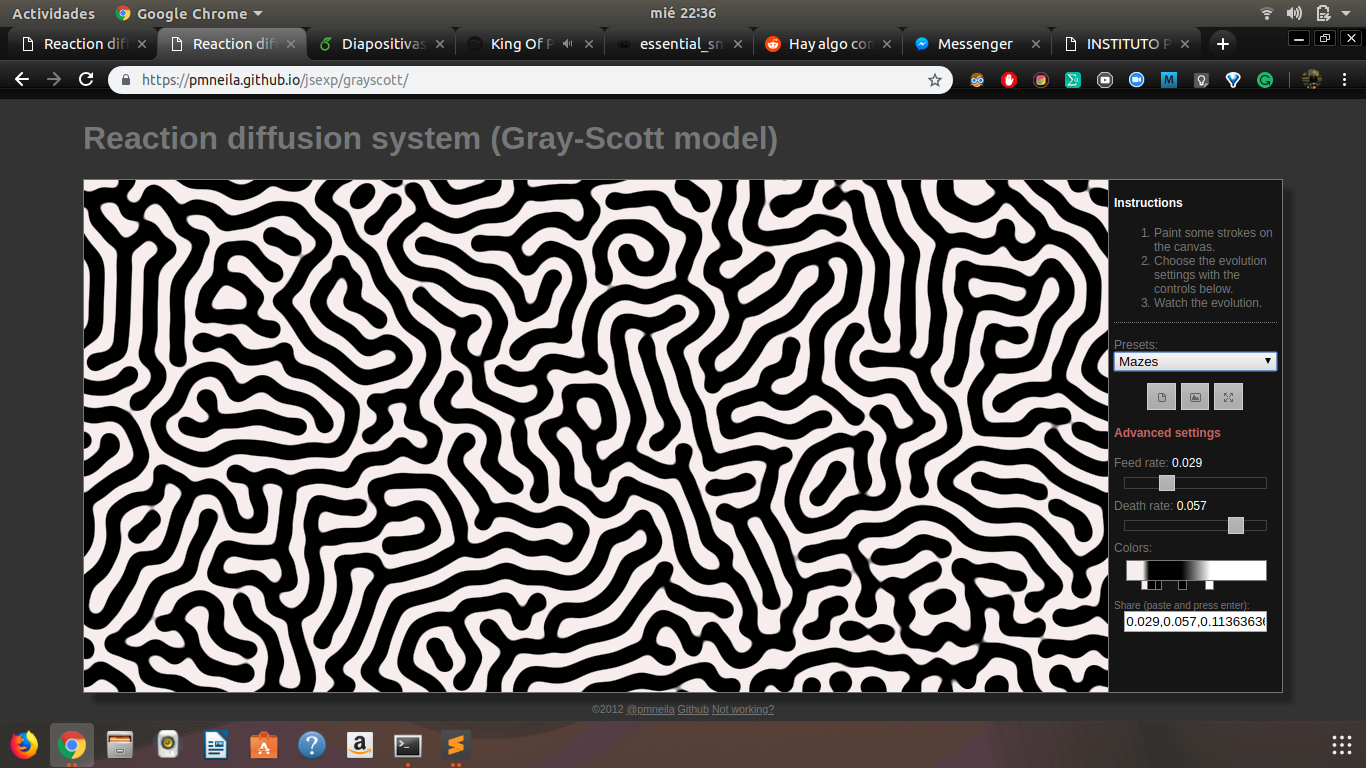 Actividades Google Chrome mié 22:36
Reaction dif Reaction dif Diapositivas King Of P essential_sn Hay algo con Messenger INSTITUTO P
https://pmneila.github.io/jsexp/grayscott/
Reaction diffusion system (Gray-Scott model)
Instructions
1. Paint some strokes on
the canvas.
2. Choose the evolution
settings with the
controls below.
3. Watch the evolution.
Presets:
Mazes
Advanced settings
Feed rate: 0.029
Death rate: 0.057
Colors:
Share (paste and press enter):
0.029,0.057,0.11363636
©2012 @pmneila Github Not working?